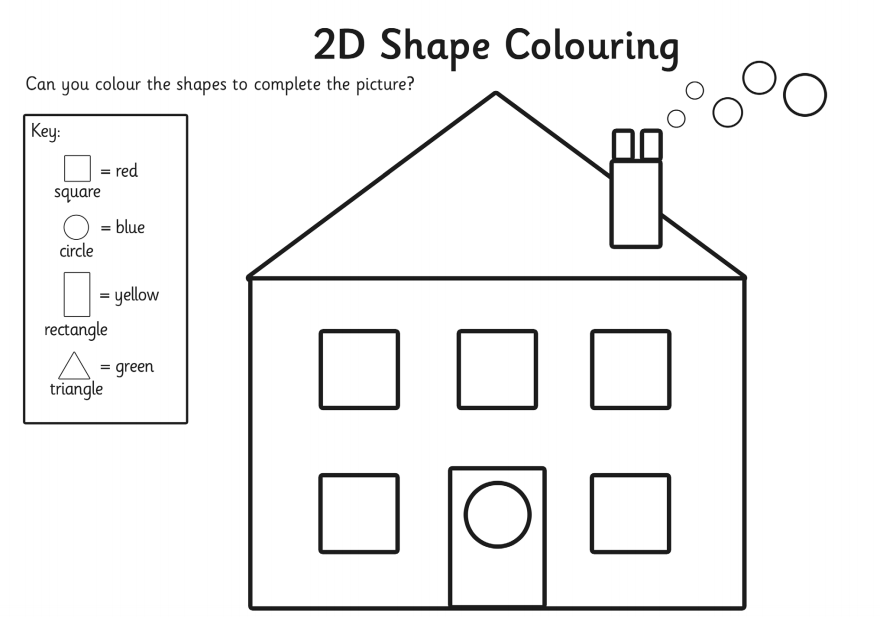 2D Shape Colouring
Can you colour the shapes to complete the picture?
Key:
= red
square
= blue
circle
= yellow
rectangle
= green
triangle